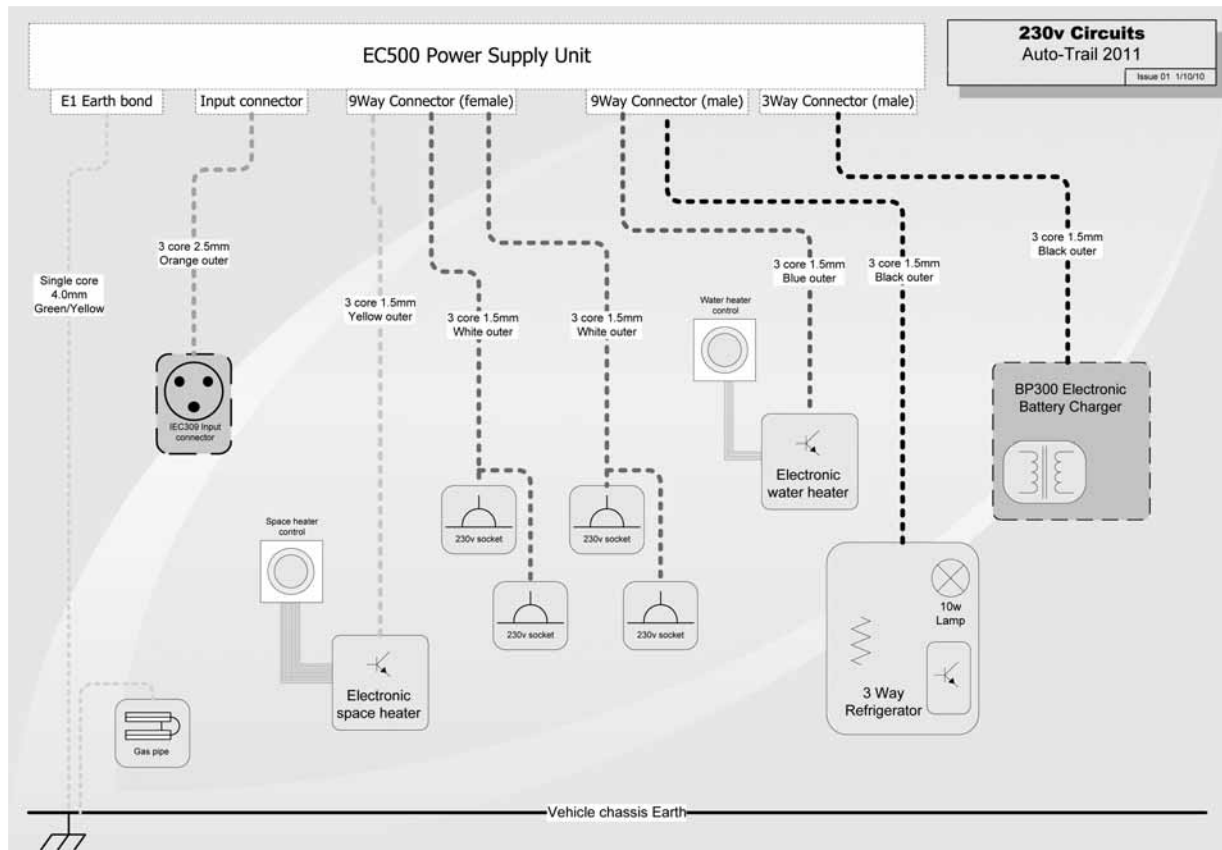 EC500 Power Supply Unit
230v Circuits
Auto-Trail 2011
Issue 01 1/10/10
E1 Earth bond
Input connector
9Way Connector (female)
9Way Connector (male)
3Way Connector (male)
3 core 2.5mm
Orange outer
Single core
4.0mm
Green/Yellow
3 core 1.5mm
Yellow outer
3 core 1.5mm
White outer
3 core 1.5mm
White outer
3 core 1.5mm
Blue outer
3 core 1.5mm
Black outer
3 core 1.5mm
Black outer
Water heater
control
IEC309 Input
connector
BP300 Electronic
Battery Charger
Electronic
water heater
Space heater
control
230v socket
230v socket
230v socket
230v socket
10w
Lamp
3 Way
Refrigerator
Electronic
space heater
Gas pipe
Vehicle chassis Earth